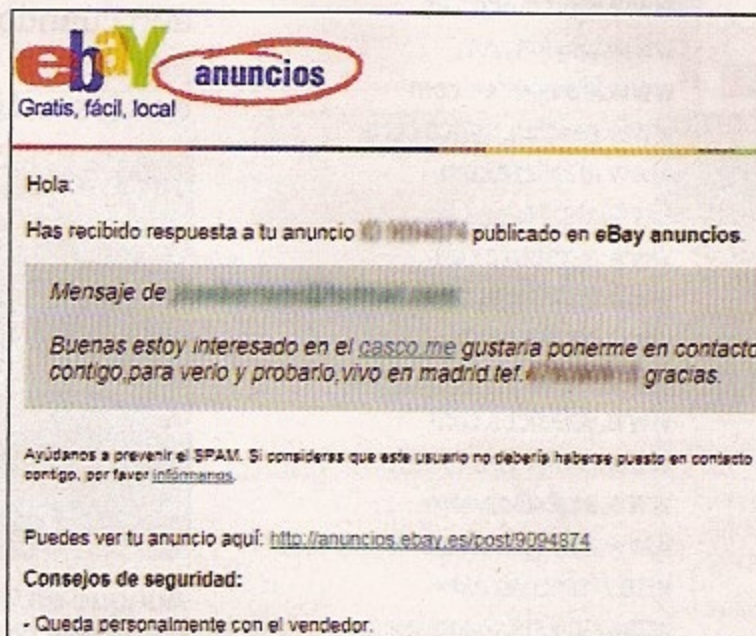 ebay anuncios
Gratis, fácil, local
Hola:
Has recibido respuesta a tu anuncio publicado en eBay anuncios.
Mensaje de
Buenas estoy interesado en el casco.me gustaria ponerme en contacto
contigo,para verlo y probarlo,vivo en madrid.tef. gracias.
Ayúdanos a prevenir el SPAM. Si consideras que este usuario no debería haberse puesto en contacto
contigo, por favor infórmanos.
Puedes ver tu anuncio aquí: http://anuncios.ebay.es/post/9094874
Consejos de seguridad:
- Queda personalmente con el vendedor.